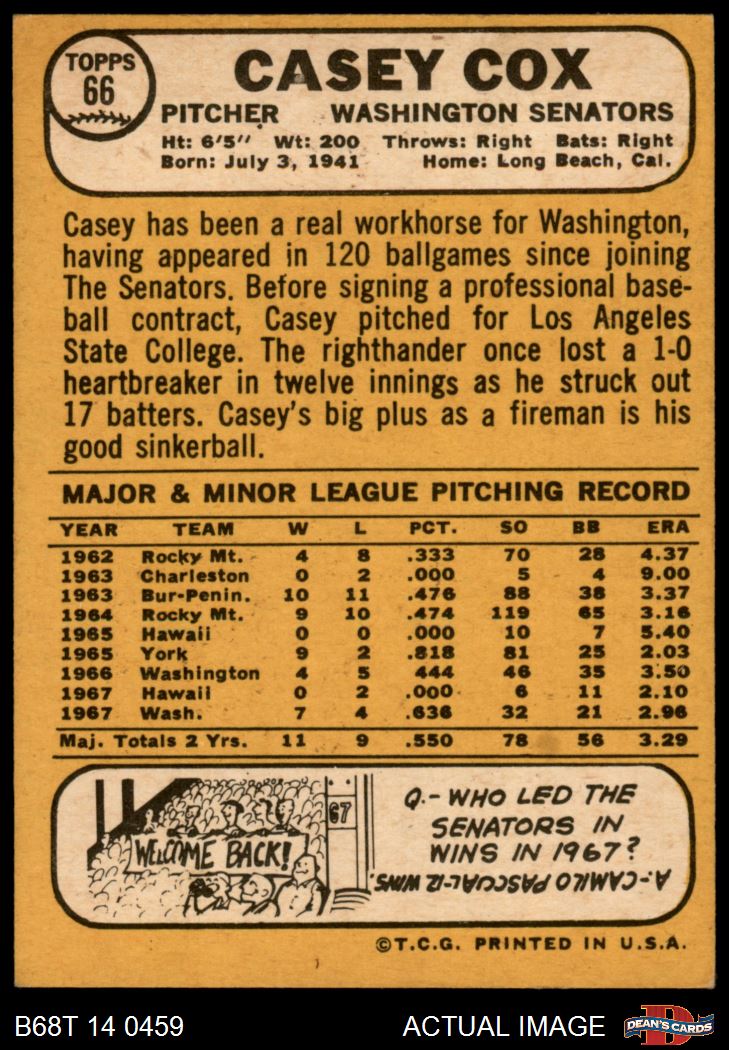 TOPPS
66
CASEY COX
PITCHER WASHINGTON SENATORS
Ht: 6'5" Wt: 200 Throws: Right Bats: Right
Born: July 3, 1941 Home: Long Beach, Cal.
Casey has been a real workhorse for Washington,
having appeared in 120 ballgames since joining
The Senators. Before signing a professional base-
ball contract, Casey pitched for Los Angeles
State College. The righthander once lost a 1-0
heartbreaker in twelve innings as he struck out
17 batters. Casey's big plus as a fireman is his
good sinkerball.
MAJOR & MINOR LEAGUE PITCHING RECORD
YEAR TEAM W L PCT. SO BB ERA
1962 Rocky Mt. 4 8 .333 70 28 4.37
1963 Charleston 0 2 .000 5 4 9.00
1963 Bur-Penin. 10 11 .476 88 38 3.37
1964 Rocky Mt. 9 10 .474 119 65 3.16
1965 Hawaii 0 0 .000 10 7 5.40
1965 York 9 2 .818 81 25 2.03
1966 Washington 4 5 444 46 35 3.50
1967 Hawaii 0 2 .000 6 11 2.10
1967 Wash. 7 4 .636 32 21 2.96
Maj. Totals 2 Yrs. 11 9 .550 78 56 3.29
67
WELCOME BACK!
Q.- WHO LED THE
SENATORS IN
WINS IN 1967?
A:- CAMILO PASCUAL-12 WINS.
©T.C.G. PRINTED IN U.S.A.
B68T 14 0459 ACTUAL IMAGE
D
DEAN'S CARDS